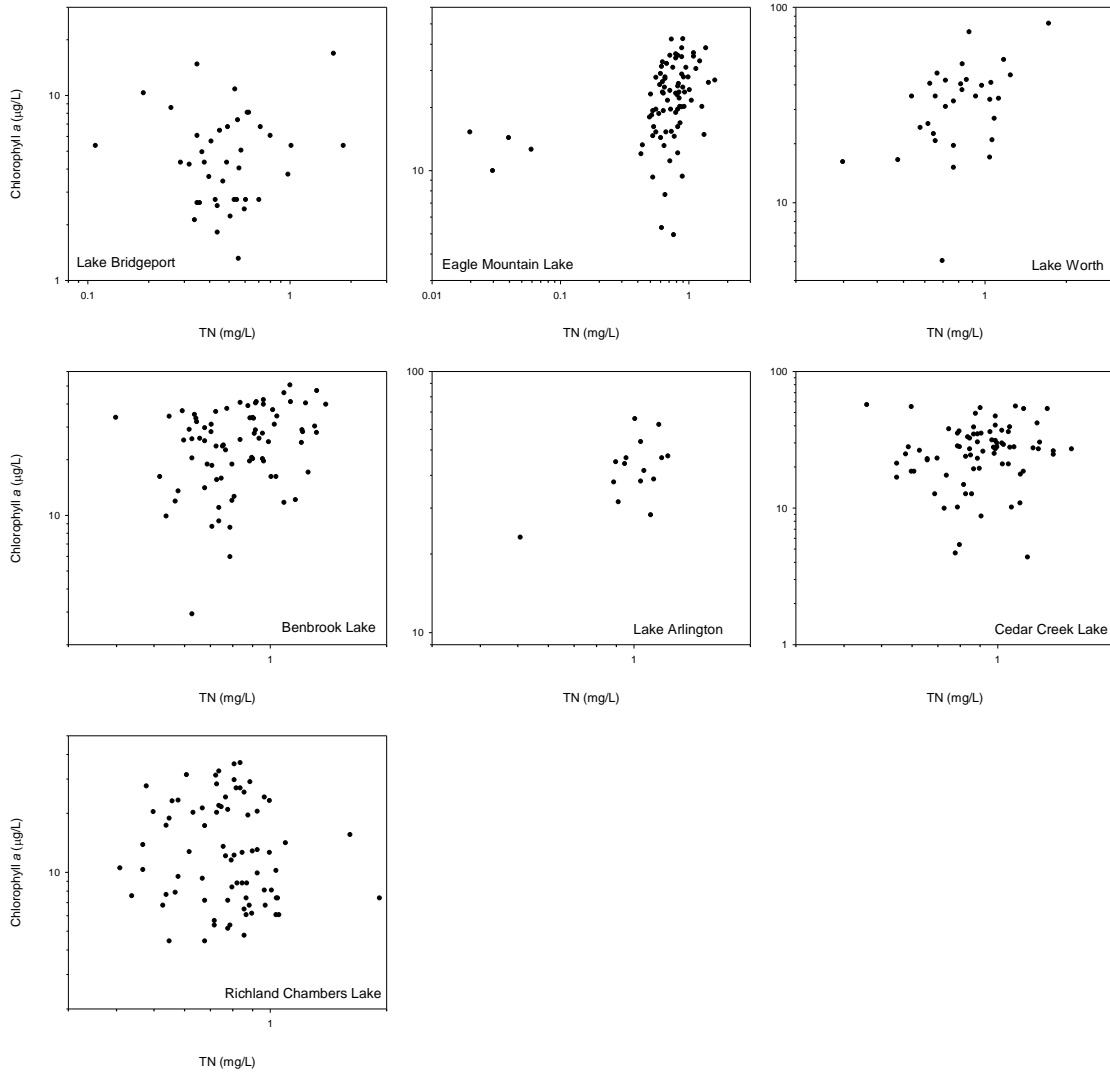 10
1
Chlorophyll a (µg/L)
Lake Bridgeport
0.1
1
TN (mg/L)
10
Eagle Mountain Lake
0.01
0.1
1
TN (mg/L)
100
10
Lake Worth
1
TN (mg/L)
10
Chlorophyll a (µg/L)
Benbrook Lake
1
TN (mg/L)
100
10
Lake Arlington
1
TN (mg/L)
100
10
1
Cedar Creek Lake
1
TN (mg/L)
10
Chlorophyll a (µg/L)
Richland Chambers Lake
1
TN (mg/L)